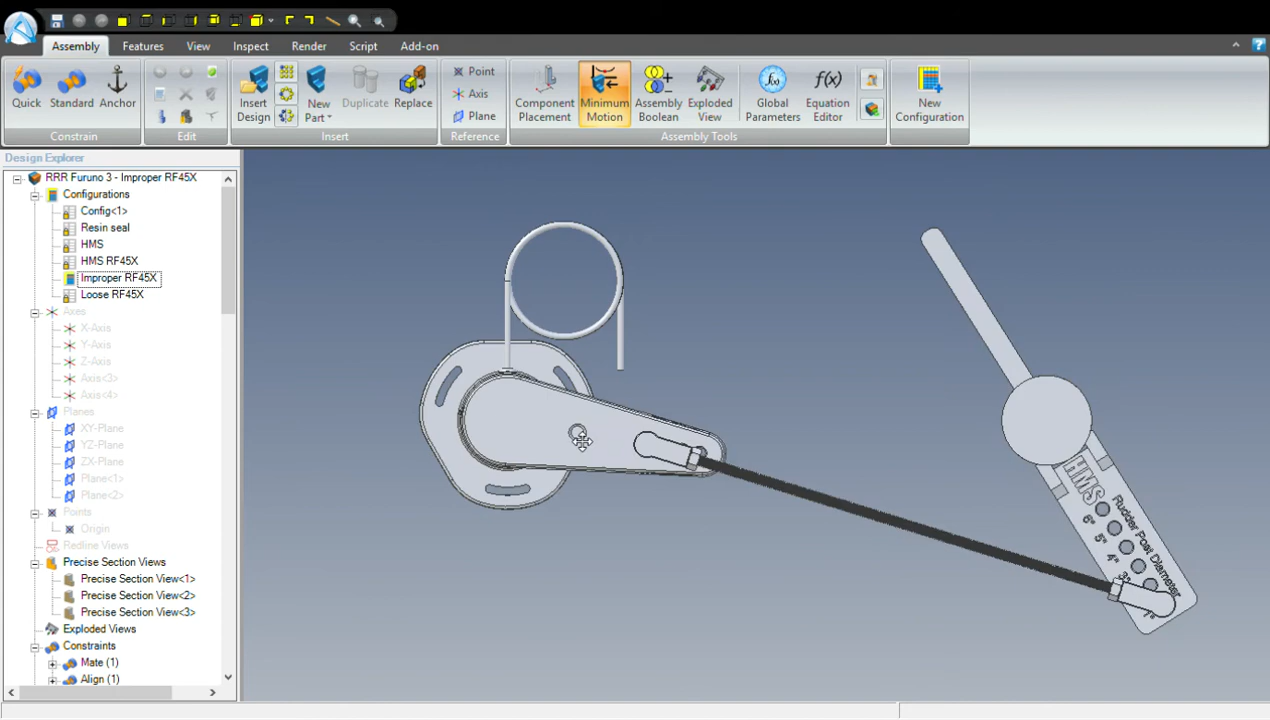 Assembly Features View Inspect Render Script Add-on
Quick Standard Anchor
Insert Design New Part Duplicate Replace
Point
Axis
Plane
Component Placement Minimum Motion Assembly Boolean Exploded View Global Parameters Equation Editor New Configuration
Constrain Edit Insert Reference Assembly Tools
Design Explorer
RRR Furuno 3 - Improper RF45X
Configurations
Config<1>
Resin seal
HMS
HMS RF45X
Improper RF45X
Loose RF45X
Axes
X-Axis
Y-Axis
Z-Axis
Axis<3>
Axis<4>
Planes
XY-Plane
YZ-Plane
ZX-Plane
Plane<1>
Plane<2>
Points
Origin
Redline Views
Precise Section Views
Precise Section View<1>
Precise Section View<2>
Precise Section View<3>
Exploded Views
Constraints
Mate (1)
Align (1)
HMS
Rudder Post Diameter
6"
5"
4"
3"
1"